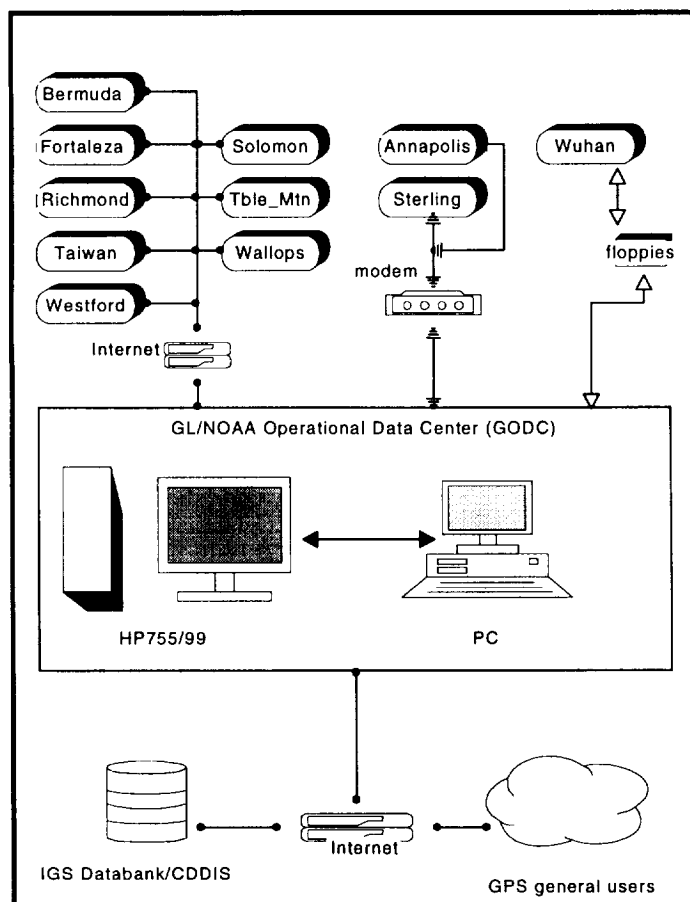 Bermuda
Fortaleza
Solomon
Annapolis
Wuhan
Richmond
Tble_Mtn
Sterling
Taiwan
Wallops
floppies
modem
Westford
Internet
GL/NOAA Operational Data Center (GODC)
HP755/99
PC
Internet
IGS Databank/CDDIS
GPS general users